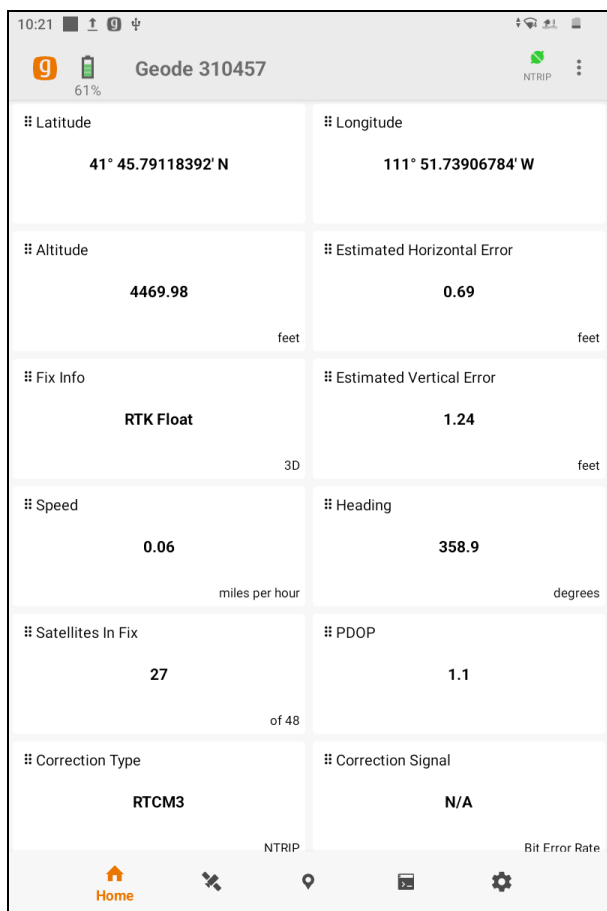 10:21
g
61%
Geode 310457
NTRIP
Latitude
41° 45.79118392' N
Longitude
111° 51.73906784' W
Altitude
4469.98
feet
Estimated Horizontal Error
0.69
feet
Fix Info
RTK Float
3D
Estimated Vertical Error
1.24
feet
Speed
0.06
miles per hour
Heading
358.9
degrees
Satellites In Fix
27
of 48
PDOP
1.1
Correction Type
RTCM3
NTRIP
Correction Signal
N/A
Bit Error Rate
Home